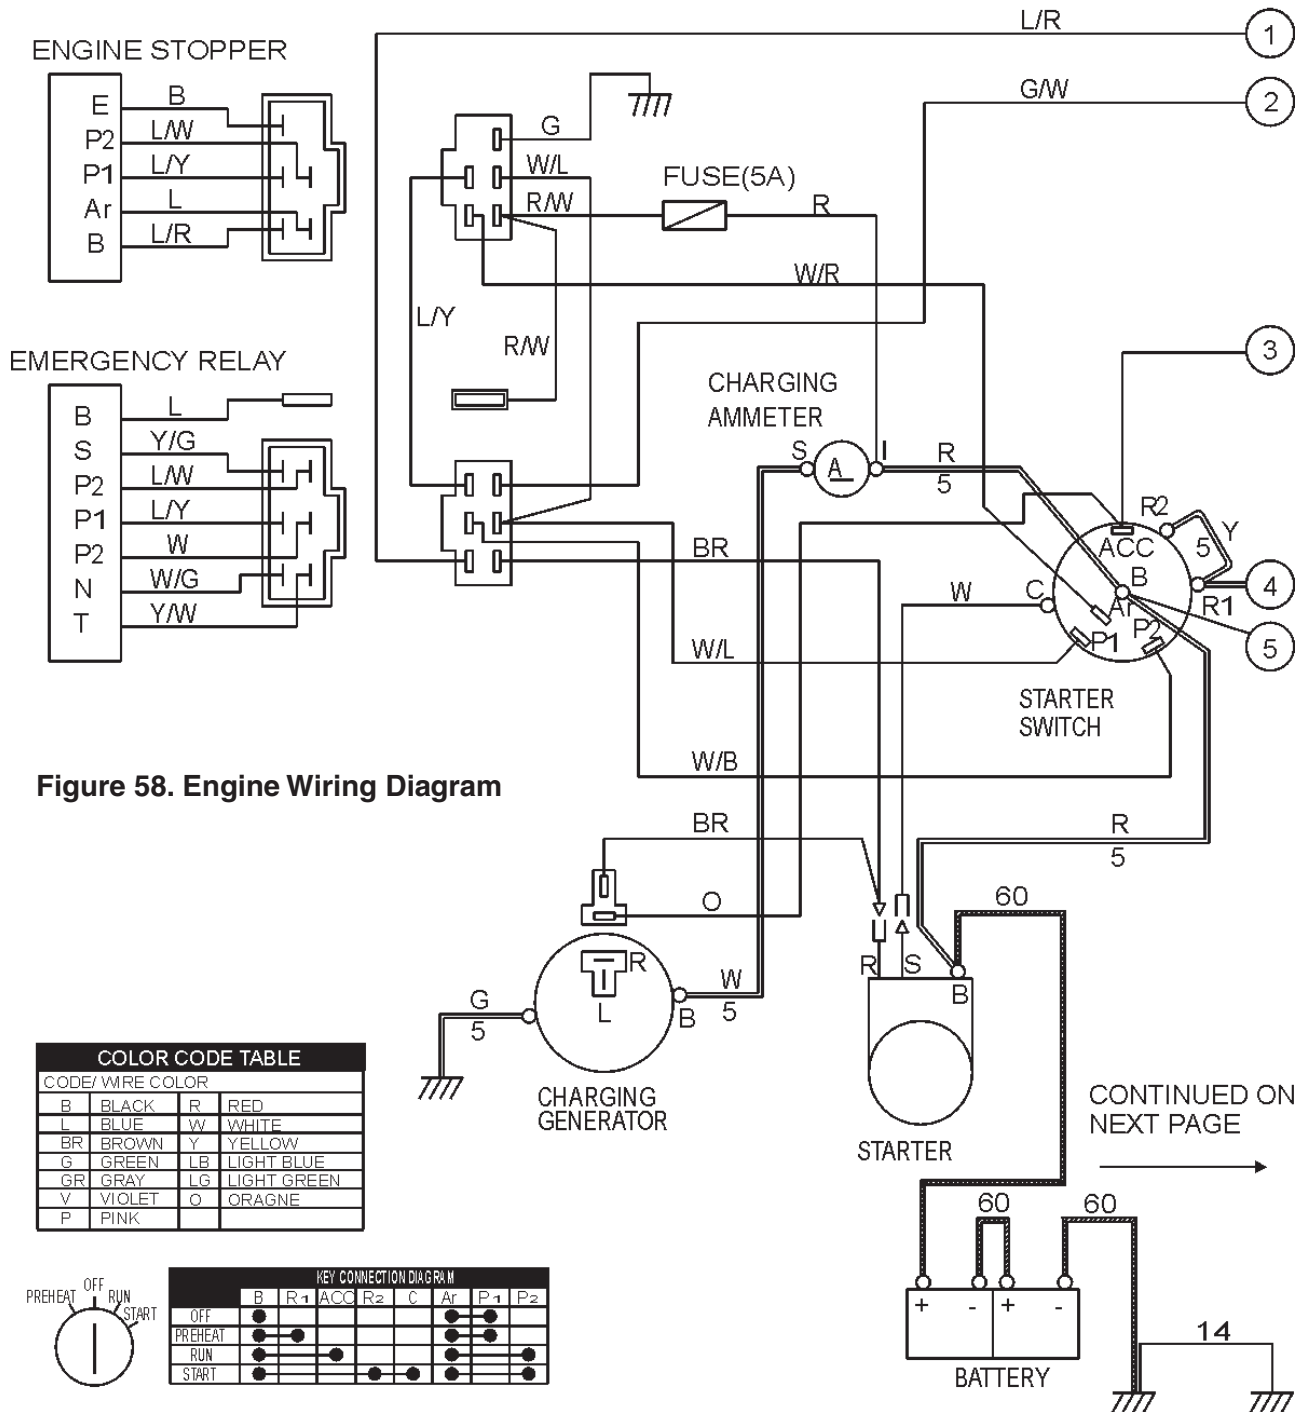 L/R
1
ENGINE STOPPER
E B
P2 L/W
P1 L/Y
Ar L
B L/R
G/W
2
G
W/L
R/W
FUSE(5A)
R
W/R
L/Y
R/W
3
EMERGENCY RELAY
B L
S Y/G
P2 L/W
P1 L/Y
P2 W
N W/G
T Y/W
CHARGING
AMMETER
S A I
R
5
BR
R2
ACC
5 Y
B
4
R1
C
W
Ar
P1
P2
5
W/L
STARTER
SWITCH
W/B
Figure 58. Engine Wiring Diagram
BR
R
5
O
60
R
L
B
W
5
G
5
R S
B
CHARGING
GENERATOR
STARTER
CONTINUED ON
NEXT PAGE
COLOR CODE TABLE
CODE/ WIRE COLOR
B BLACK R RED
L BLUE W WHITE
BR BROWN Y YELLOW
G GREEN LB LIGHT BLUE
GR GRAY LG LIGHT GREEN
V VIOLET O ORAGNE
P PINK
60 60
+ - + -
BATTERY
14
PREHEAT OFF RUN START
KEY CONNECTION DIAGRAM
B R1 ACC R2 C Ar P1 P2
OFF
PREHEAT
RUN
START